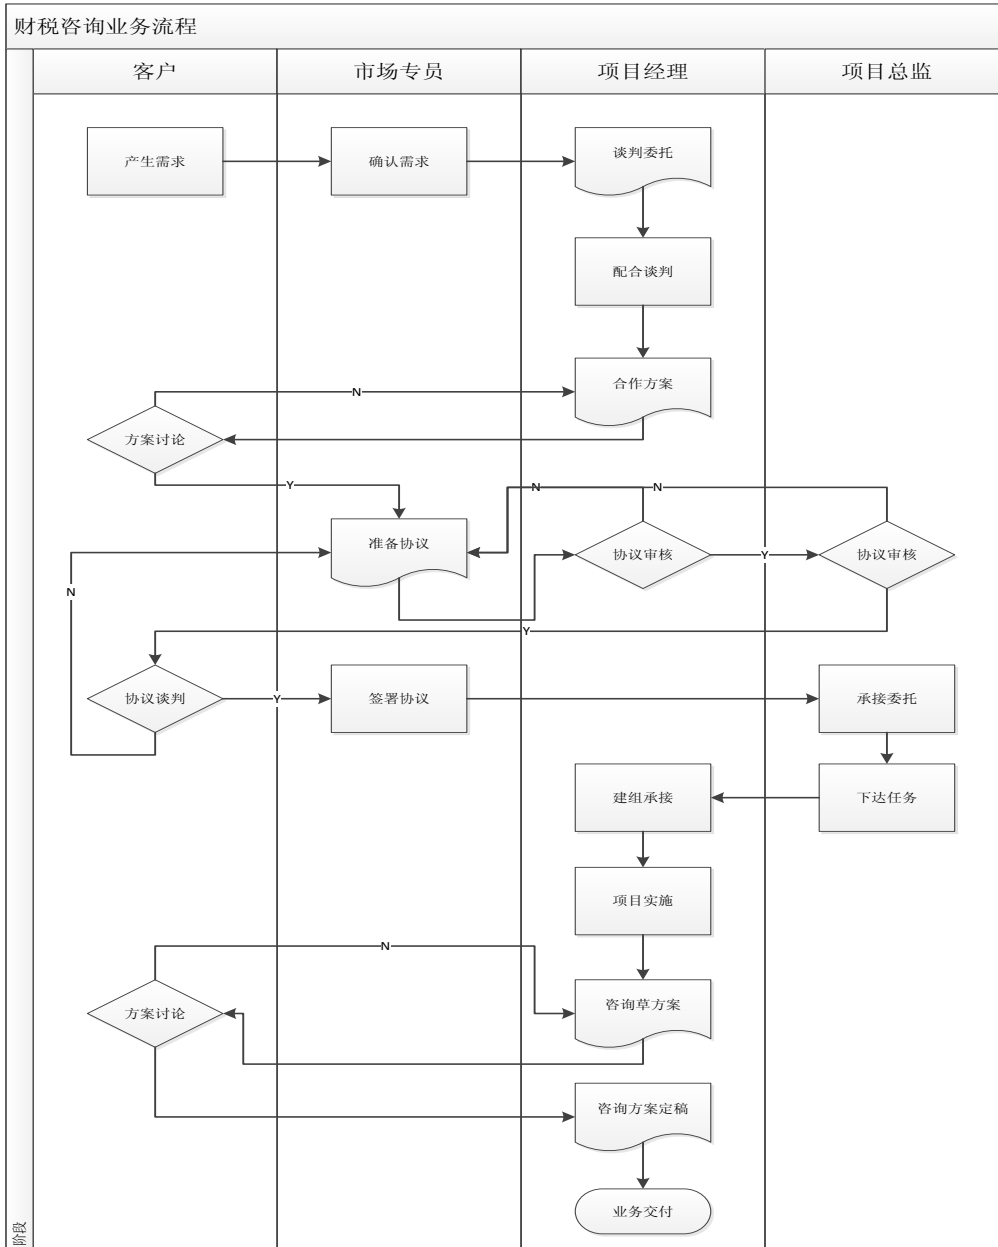 财税咨询业务流程
客户
市场专员
项目经理
项目总监
产生需求
确认需求
谈判委托
配合谈判
合作方案
N
方案讨论
Y
N
N
准备协议
协议审核
Y
协议审核
N
Y
协议谈判
Y
签署协议
承接委托
建组承接
下达任务
项目实施
N
方案讨论
咨询草方案
咨询方案定稿
业务交付
阶段